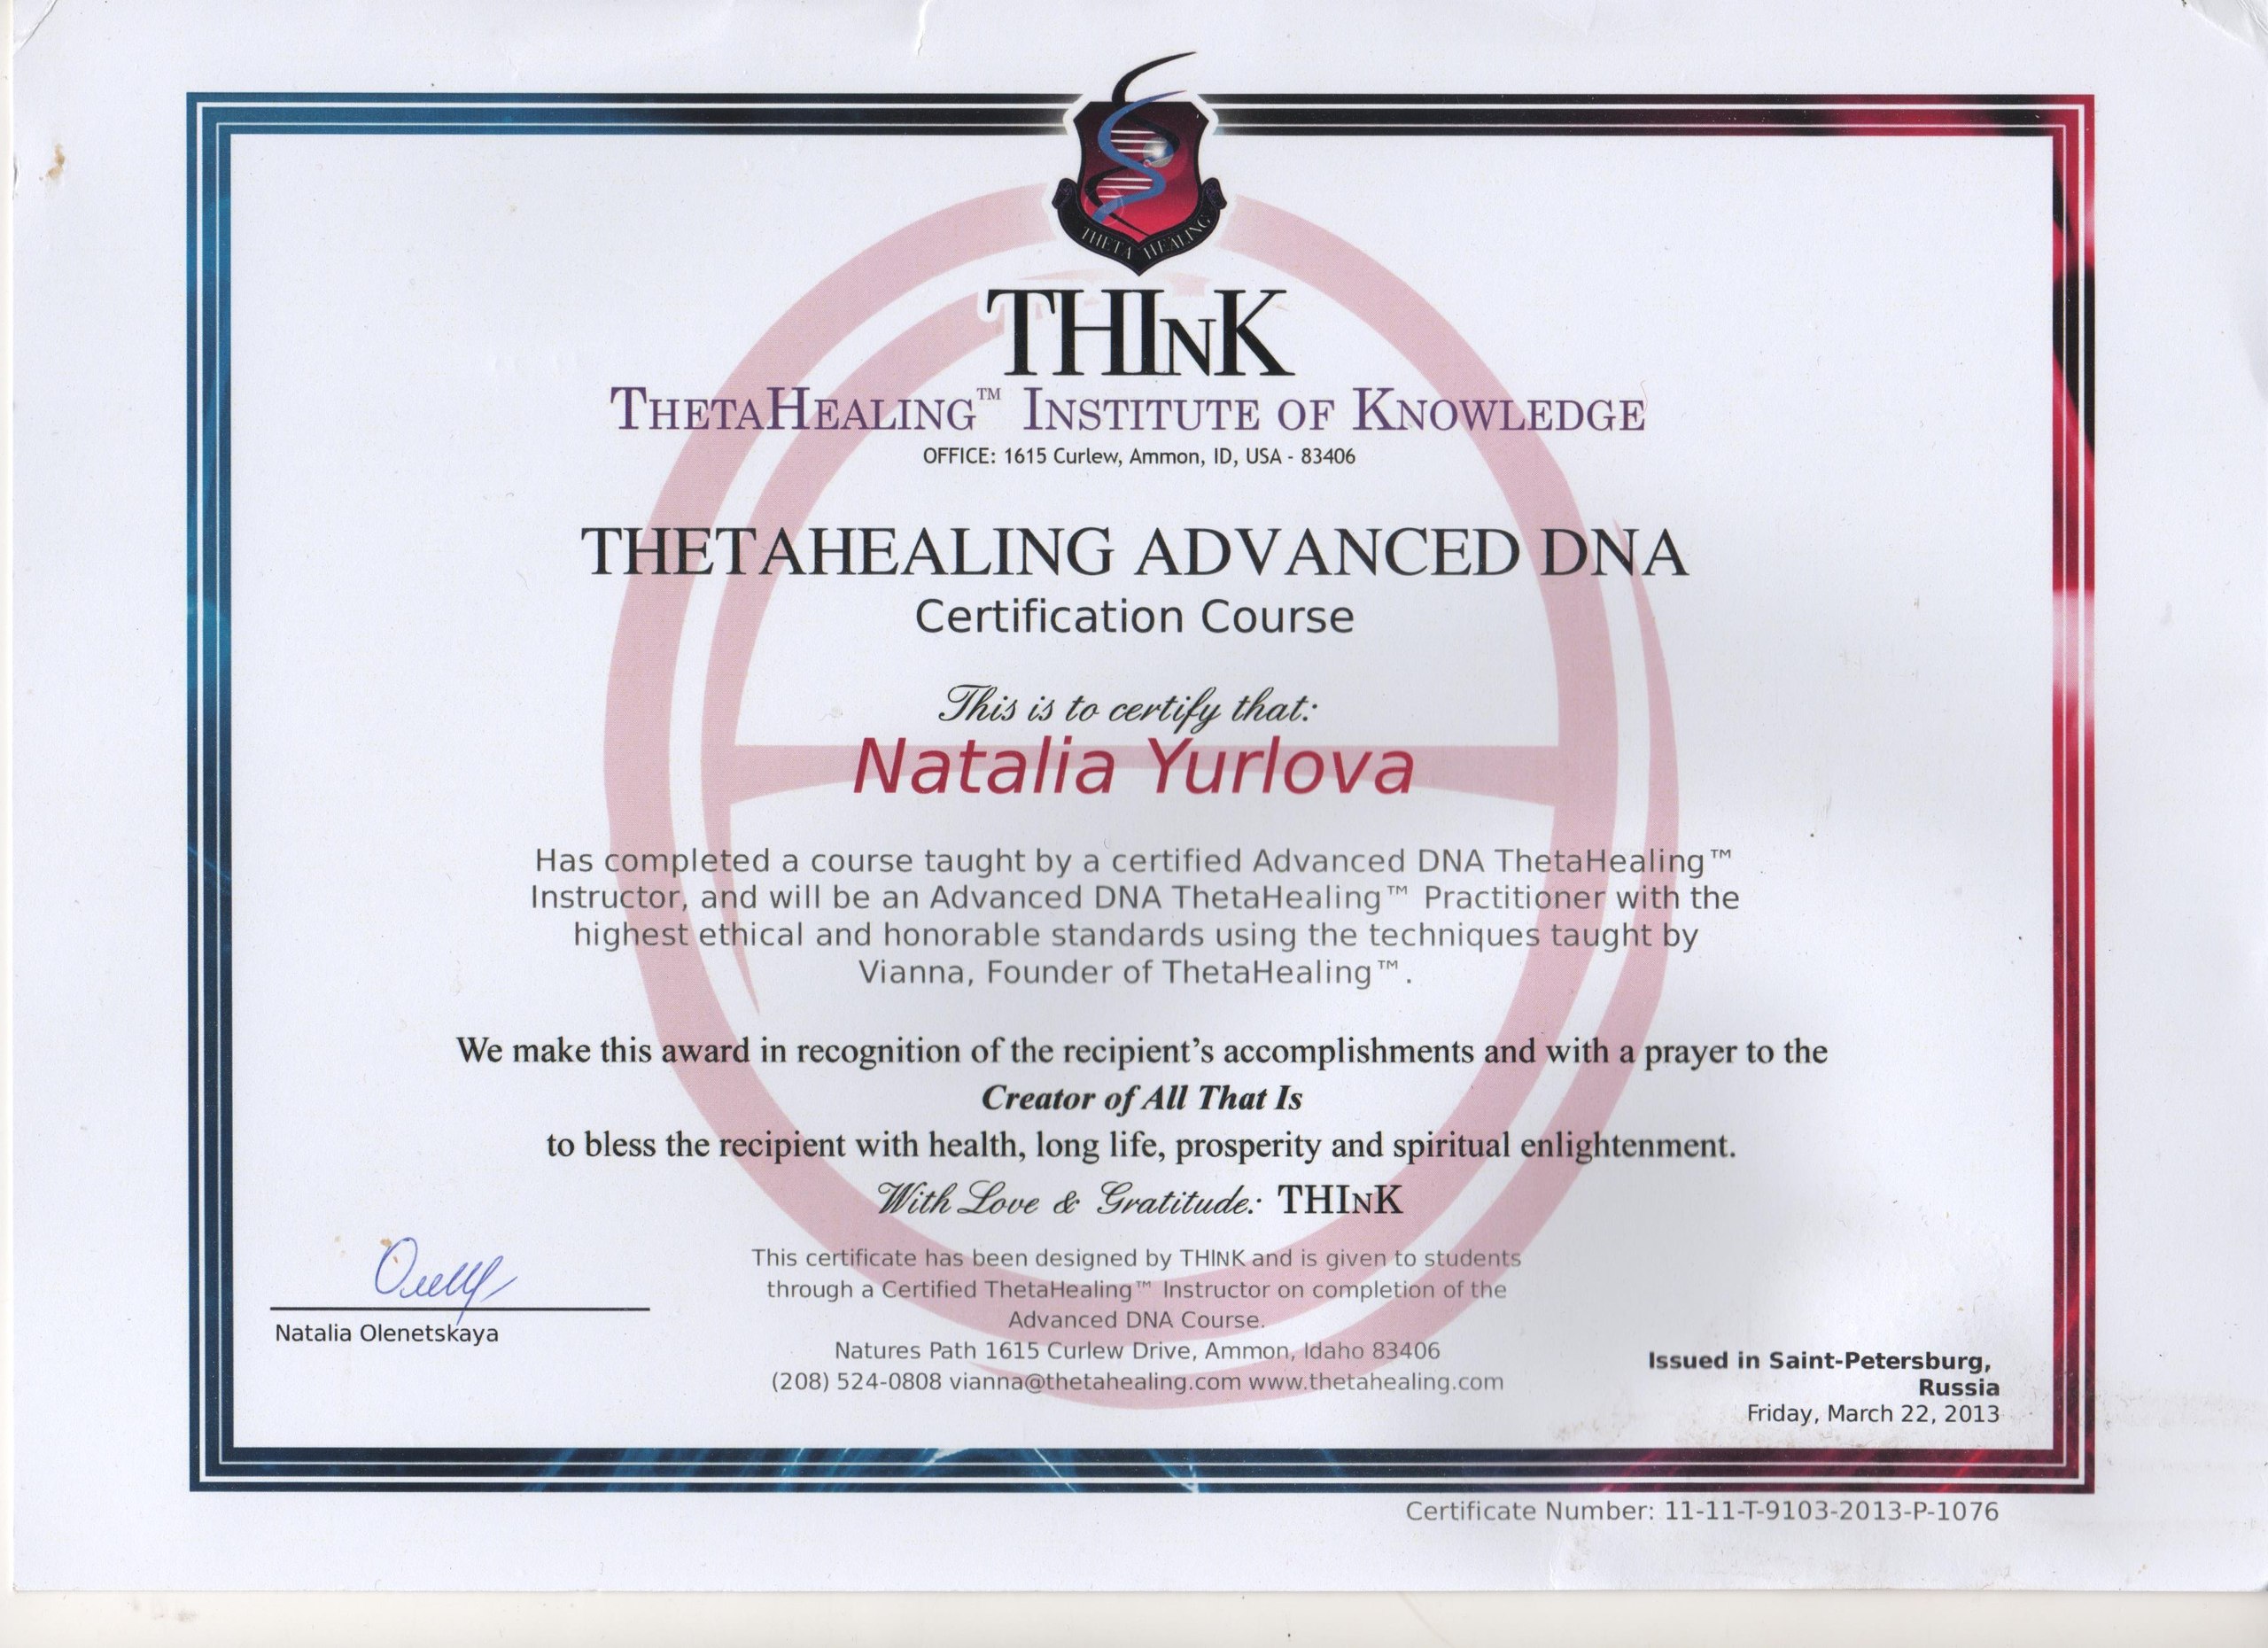 THETA HEALING
THInK
THETAHEALING™ INSTITUTE OF KNOWLEDGE
OFFICE: 1615 Curlew, Ammon, ID, USA - 83406
THETAHEALING ADVANCED DNA
Certification Course
This is to certify that:
Natalia Yurlova
Has completed a course taught by a certified Advanced DNA ThetaHealing™
Instructor, and will be an Advanced DNA ThetaHealing™ Practitioner with the
highest ethical and honorable standards using the techniques taught by
Vianna, Founder of ThetaHealing™.
We make this award in recognition of the recipient's accomplishments and with a prayer to the
Creator of All That Is
to bless the recipient with health, long life, prosperity and spiritual enlightenment.
With Love & Gratitude: THInK
Natalia Olenetskaya
This certificate has been designed by THInK and is given to students
through a Certified ThetaHealing™ Instructor on completion of the
Advanced DNA Course.
Natures Path 1615 Curlew Drive, Ammon, Idaho 83406
(208) 524-0808 vianna@thetahealing.com www.thetahealing.com
Issued in Saint-Petersburg,
Russia
Friday, March 22, 2013
Certificate Number: 11-11-T-9103-2013-P-1076